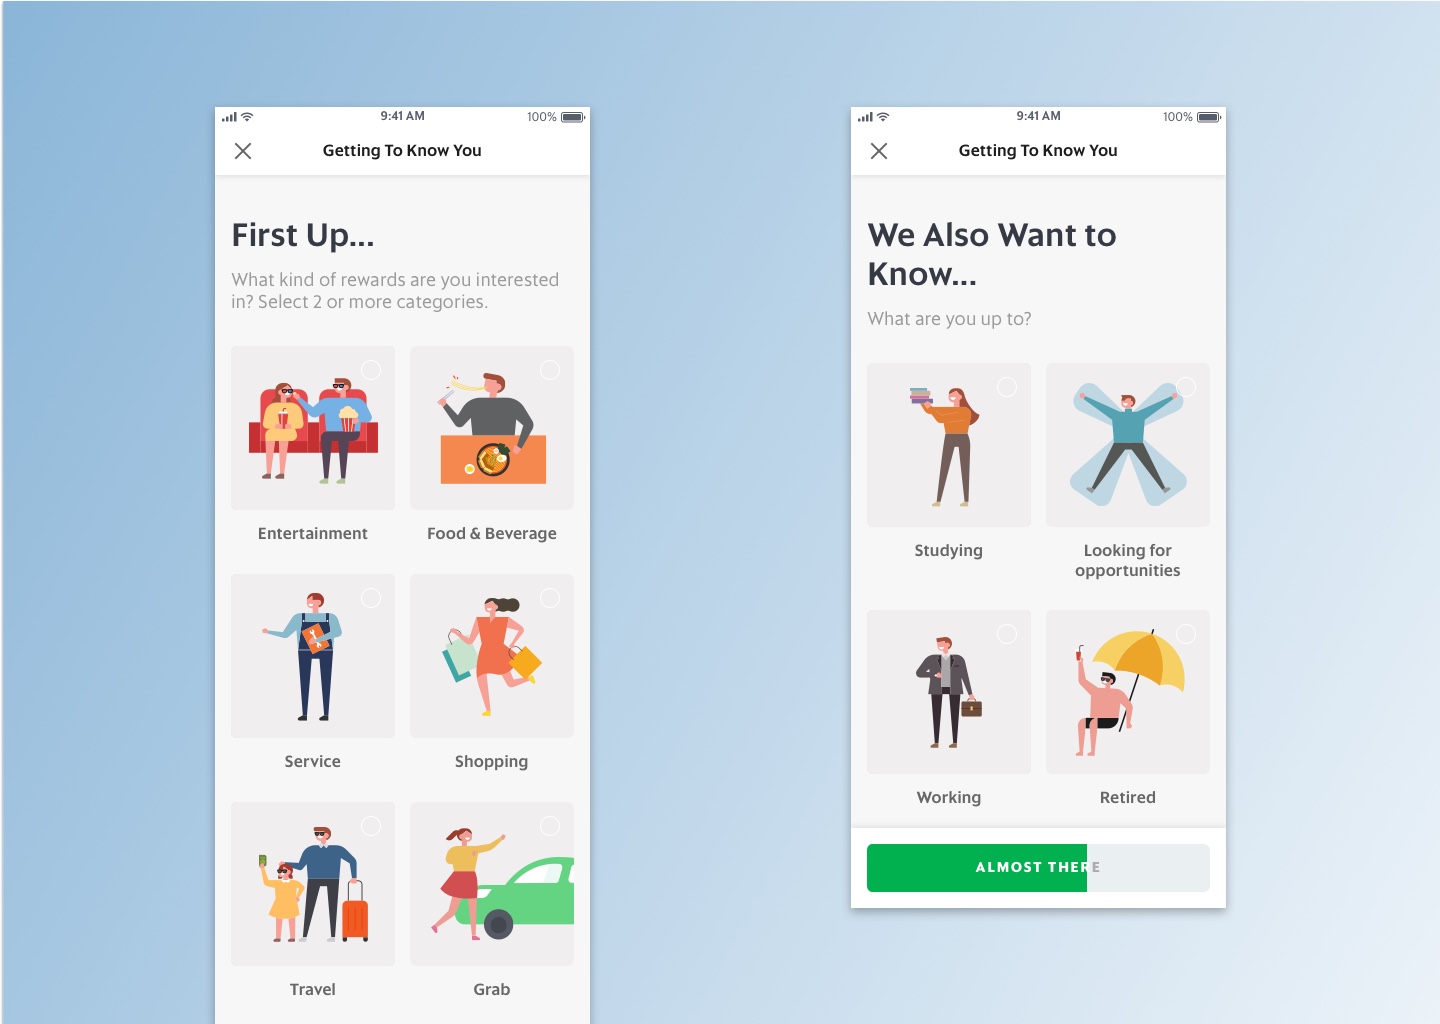 9:41 AM
100%
Getting To Know You
First Up...
What kind of rewards are you interested
in? Select 2 or more categories.
Entertainment
Food & Beverage
Service
Shopping
Travel
Grab
9:41 AM
100%
Getting To Know You
We Also Want to
Know...
What are you up to?
Studying
Looking for
opportunities
Working
Retired
ALMOST THERE